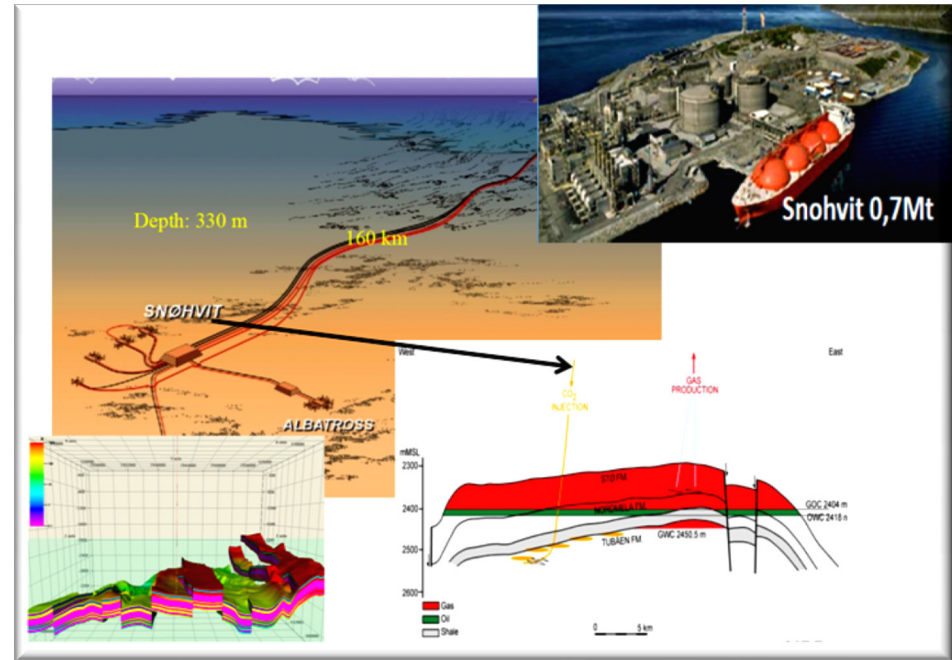 Snohvit 0,7Mt
Depth: 330 m
160 km
SNØHVIT
ALBATROSS
West
East
CO2
INJECTION
GAS
PRODUCTION
mMSL
2300
2400
2500
2600
STØ FM
NORDMELA FM
TUBÅEN FM
GOC 2404 m
OWC 2418 n
GWC 2450.5 m
Gas
Oil
Shale
0 5 km